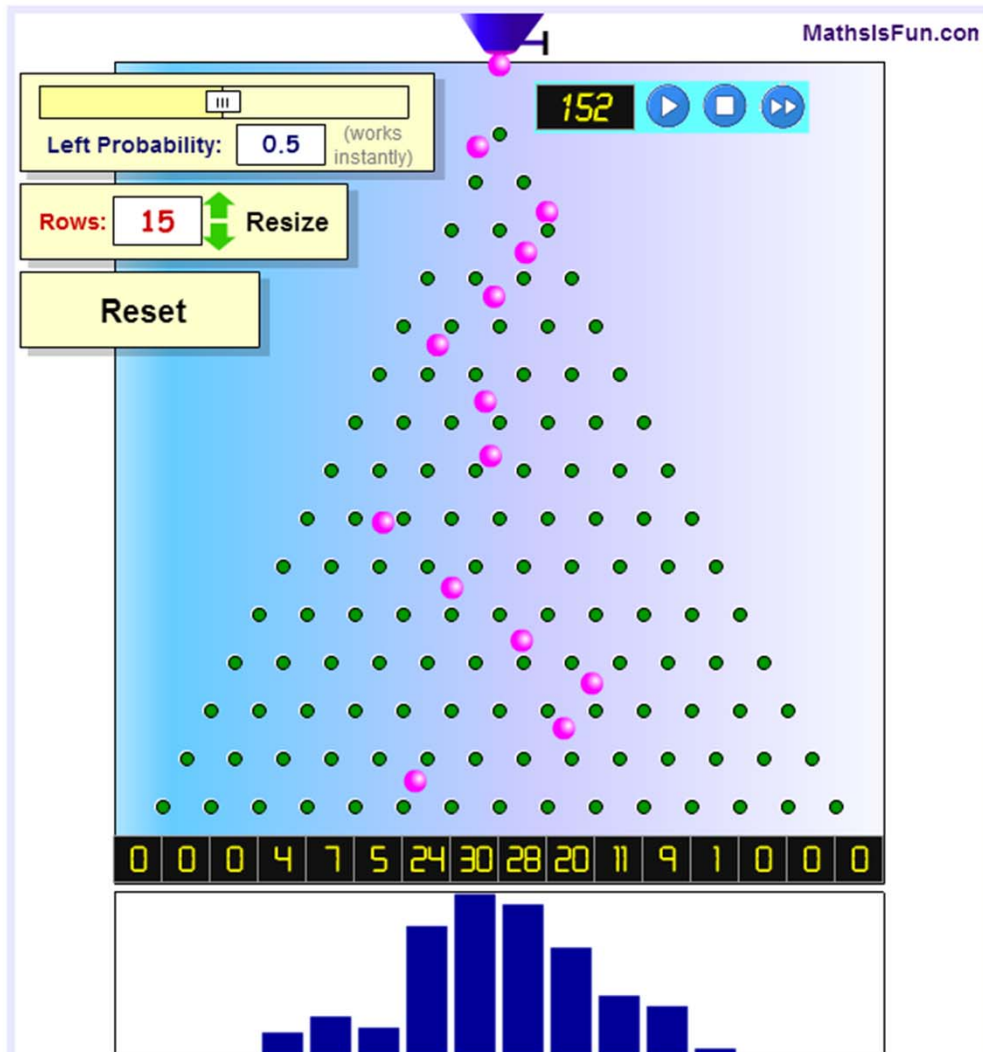 MathsIsFun.con
152
Left Probability: 0.5 (works instantly)
Rows: 15 Resize
Reset
0 0 0 4 7 5 24 30 28 20 11 9 1 0 0 0